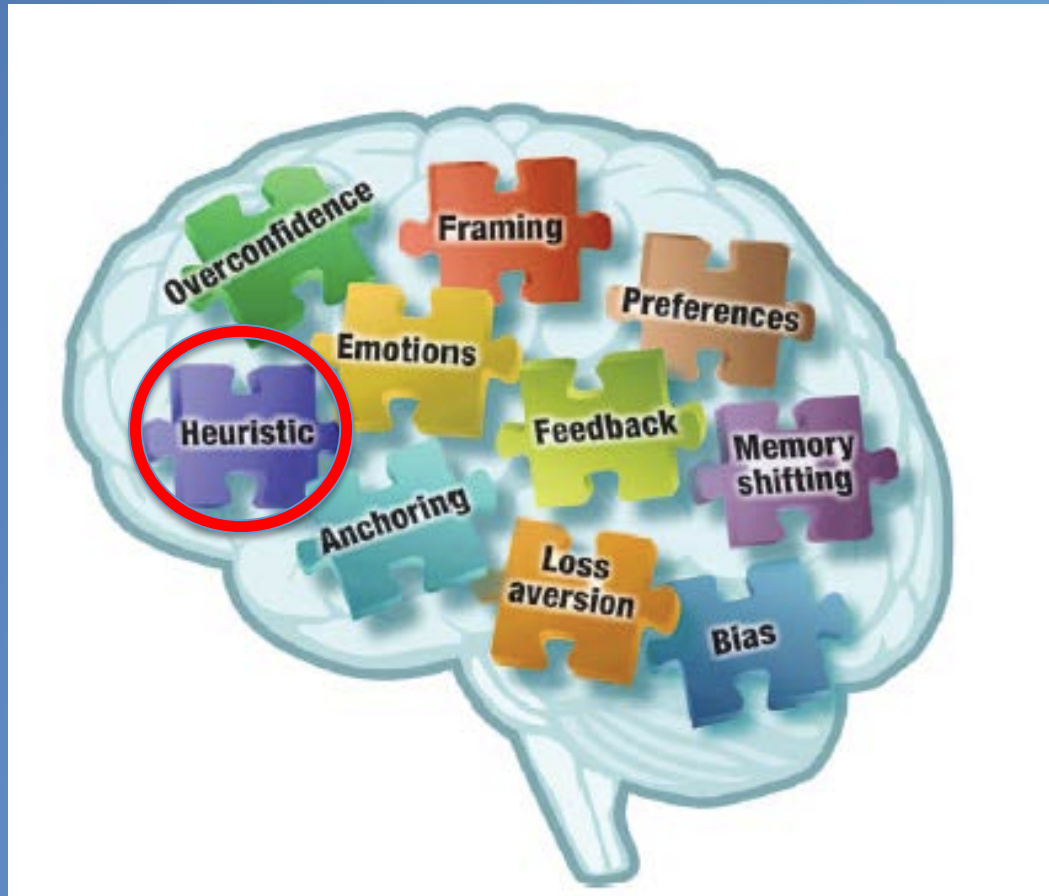 Overconfidence
Framing
Preferences
Emotions
Heuristic
Feedback
Memory
shifting
Anchoring
Loss
aversion
Bias